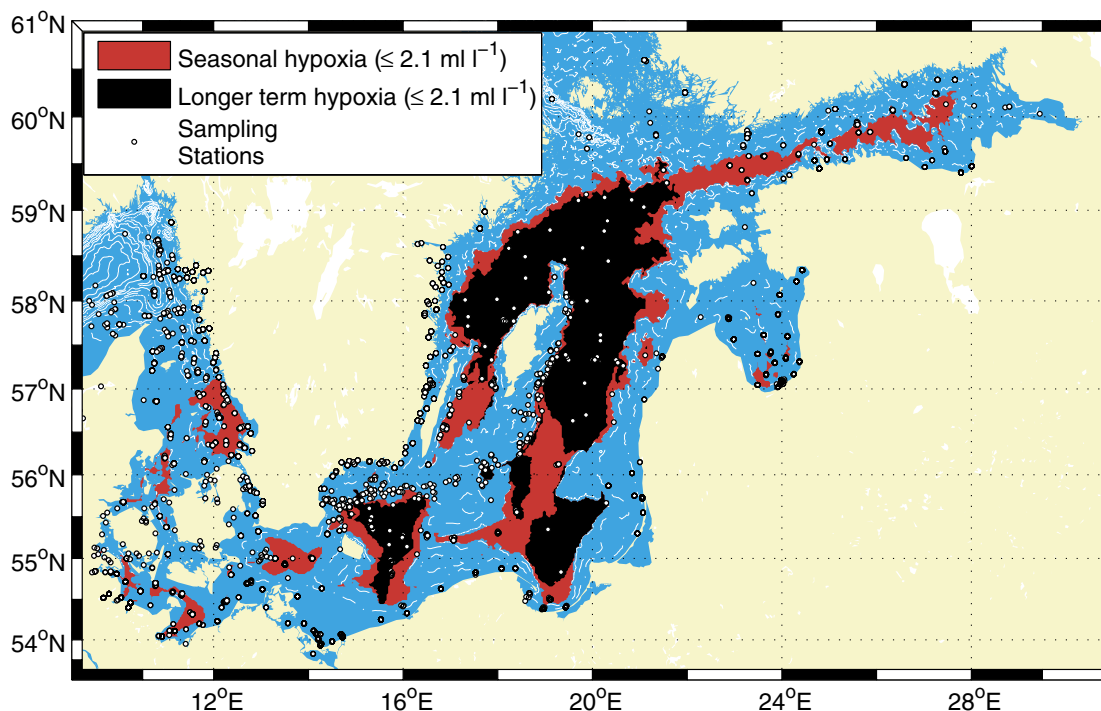 61°N
60°N
59°N
58°N
57°N
56°N
55°N
54°N
Seasonal hypoxia (≤ 2.1 ml l⁻¹)
Longer term hypoxia (≤ 2.1 ml l⁻¹)
Sampling
Stations
12°E
16°E
20°E
24°E
28°E